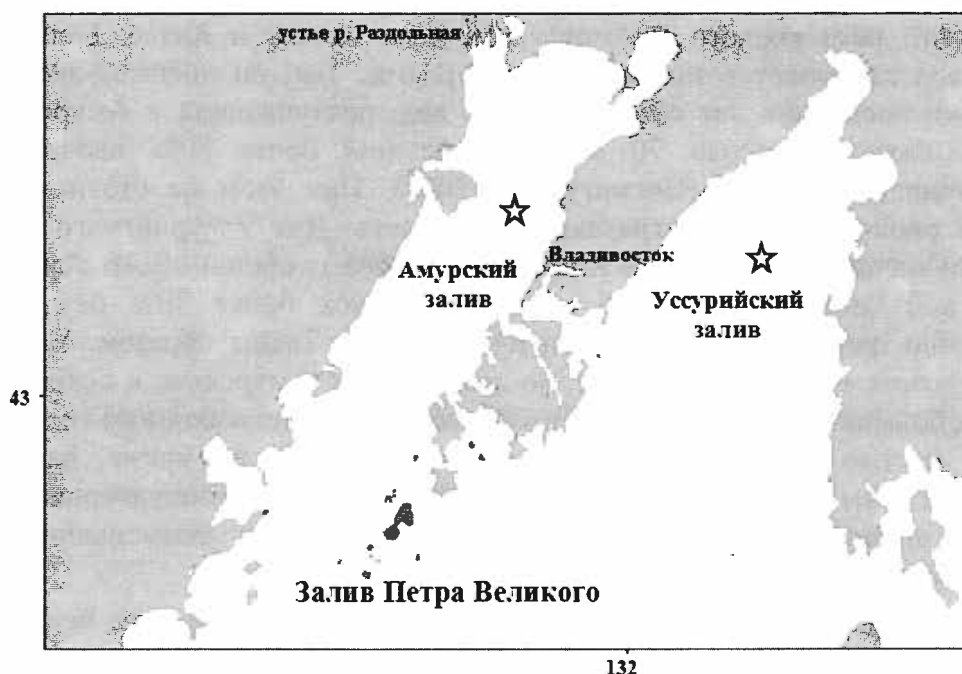 устье р. Раздольная
Владивосток
Амурский
залив
Уссурийский
залив
43
Залив Петра Великого
132